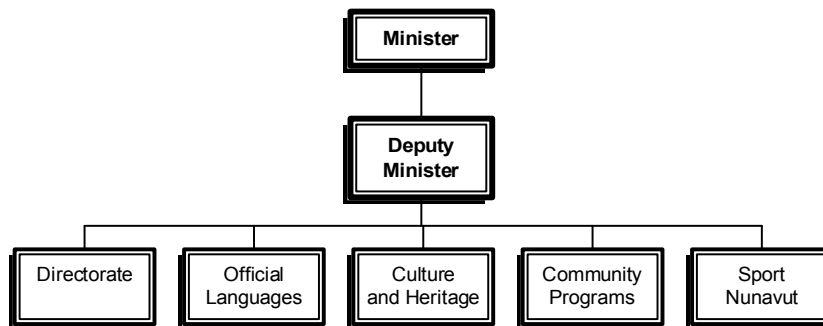 Minister
Deputy
Minister
Directorate
Official
Languages
Culture
and Heritage
Community
Programs
Sport
Nunavut